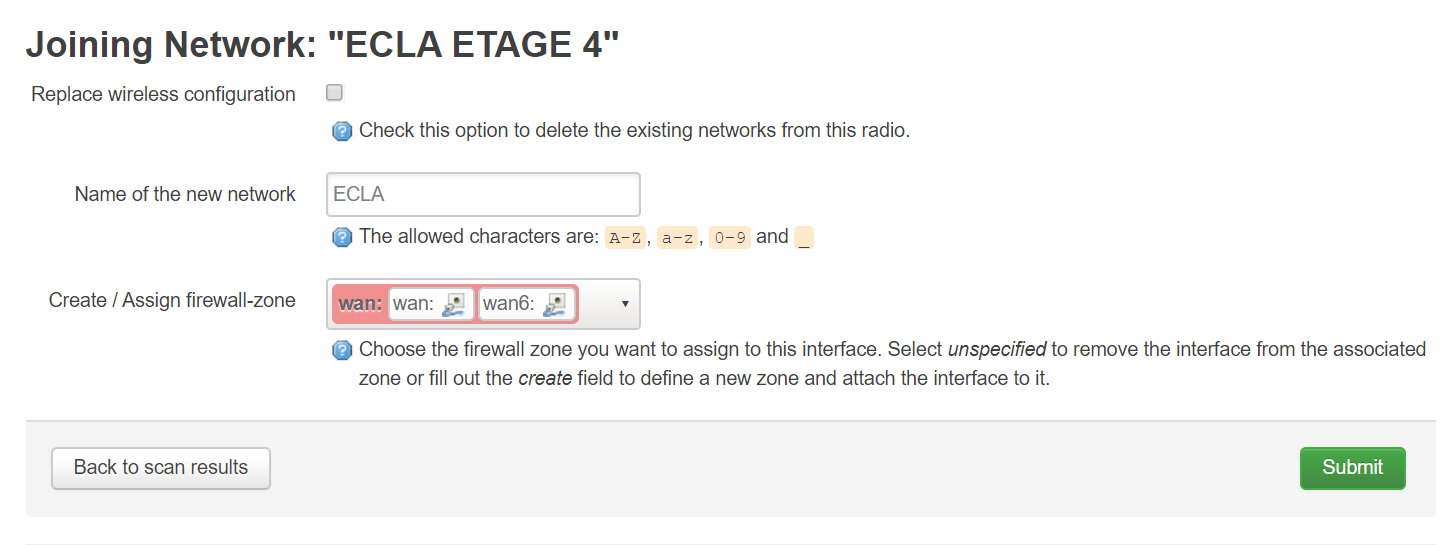 Joining Network: "ECLA ETAGE 4"
Replace wireless configuration
Check this option to delete the existing networks from this radio.
Name of the new network
ECLA
The allowed characters are: A-Z, a-z, 0-9 and _
Create / Assign firewall-zone
wan: wan: wan6:
Choose the firewall zone you want to assign to this interface. Select unspecified to remove the interface from the associated
zone or fill out the create field to define a new zone and attach the interface to it.
Back to scan results
Submit